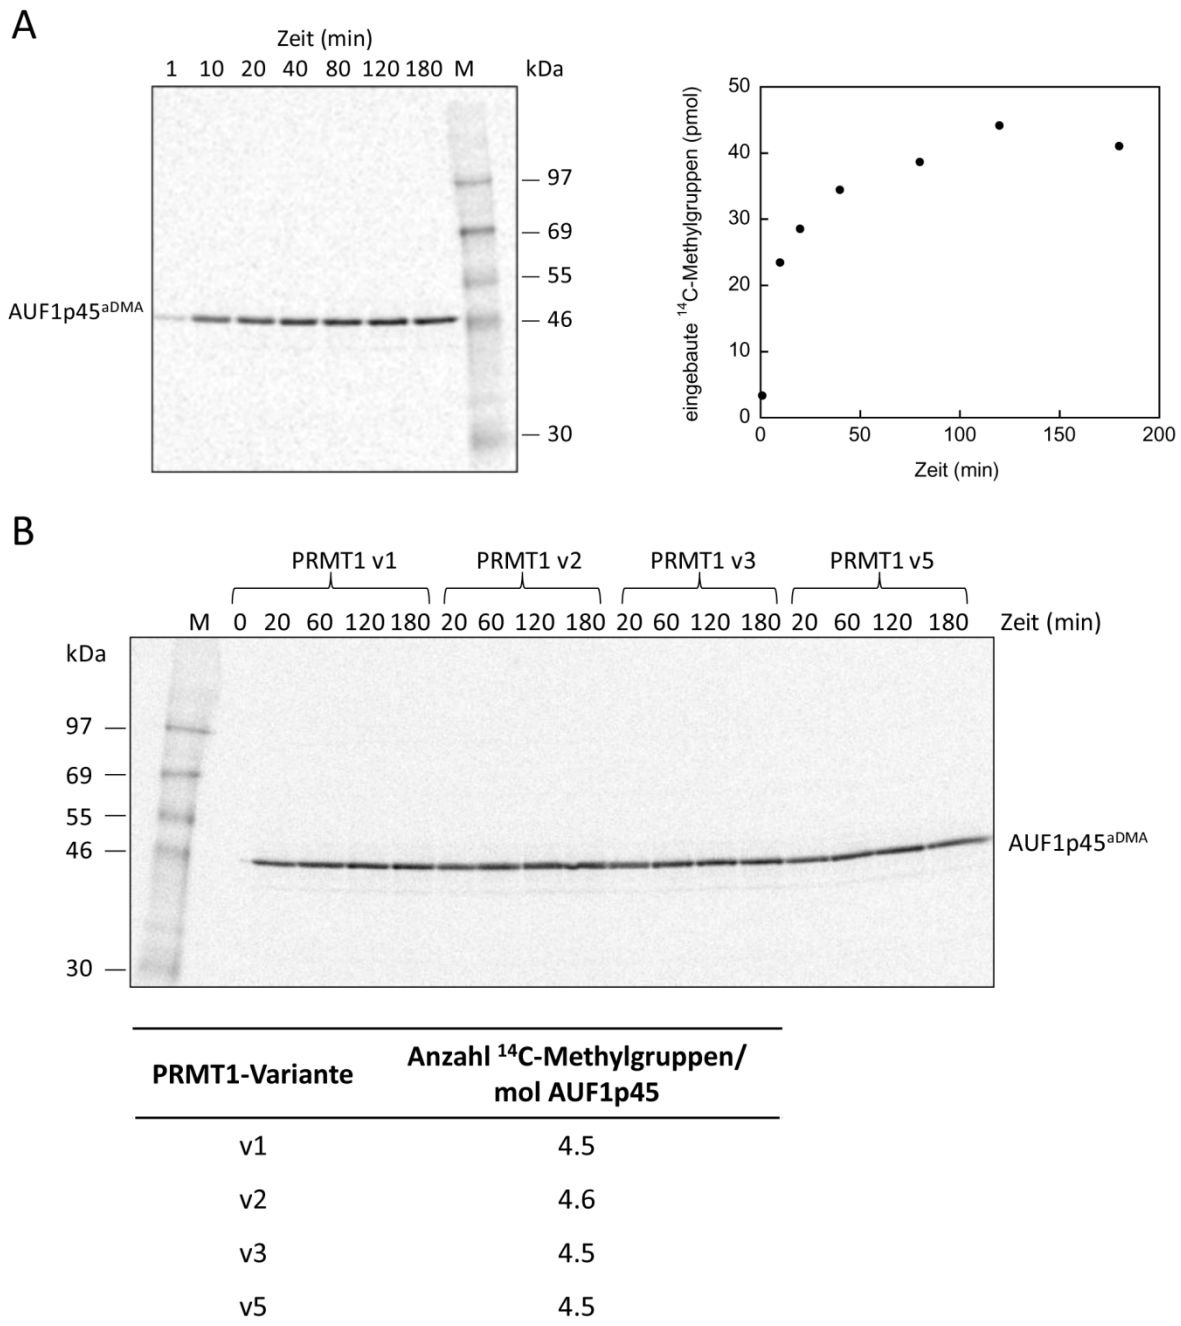 A
Zeit (min)
1 10 20 40 80 120 180 M kDa
97
69
55
46
30
AUF1p45aDMA
eingebaute 14C-Methylgruppen (pmol)
50
40
30
20
10
0
0 50 100 150 200
Zeit (min)
B
PRMT1 v1 PRMT1 v2 PRMT1 v3 PRMT1 v5
M 0 20 60 120 180 20 60 120 180 20 60 120 180 20 60 120 180 Zeit (min)
kDa
97
69
55
46
30
AUF1p45aDMA
PRMT1-Variante Anzahl 14C-Methylgruppen/
mol AUF1p45
v1 4.5
v2 4.6
v3 4.5
v5 4.5